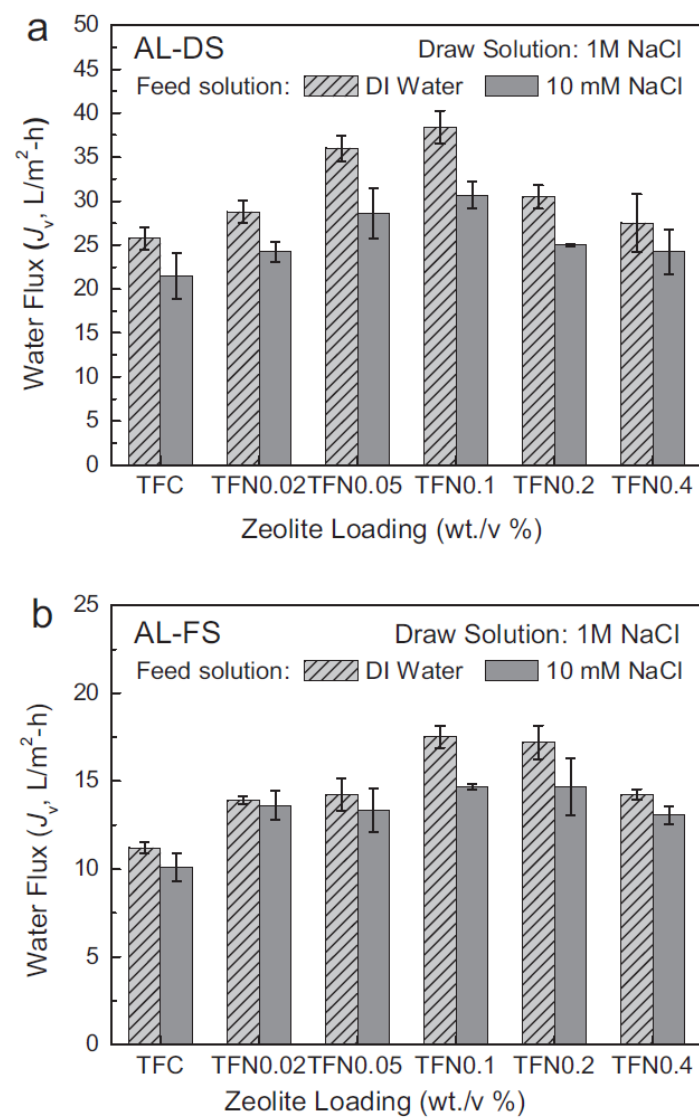 a
AL-DS Draw Solution: 1M NaCl
Feed solution: DI Water 10 mM NaCl
Water Flux (Jv, L/m²-h)
50
45
40
35
30
25
20
15
10
5
0
TFC TFN0.02 TFN0.05 TFN0.1 TFN0.2 TFN0.4
Zeolite Loading (wt./v %)
b
AL-FS Draw Solution: 1M NaCl
Feed solution: DI Water 10 mM NaCl
Water Flux (Jv, L/m²-h)
25
20
15
10
5
0
TFC TFN0.02 TFN0.05 TFN0.1 TFN0.2 TFN0.4
Zeolite Loading (wt./v %)